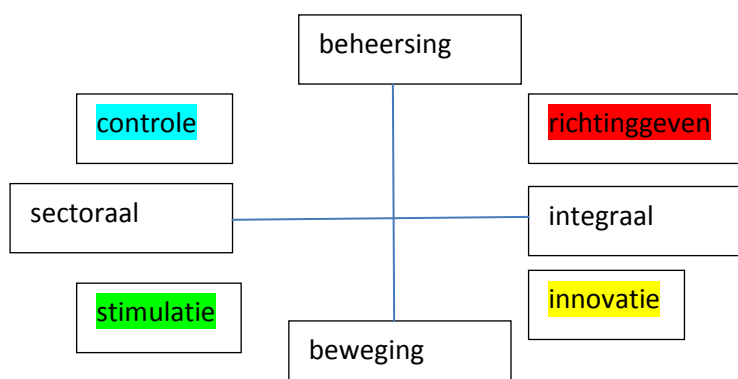 beheersing
controle
richtinggeven
sectoraal
integraal
stimulatie
innovatie
beweging